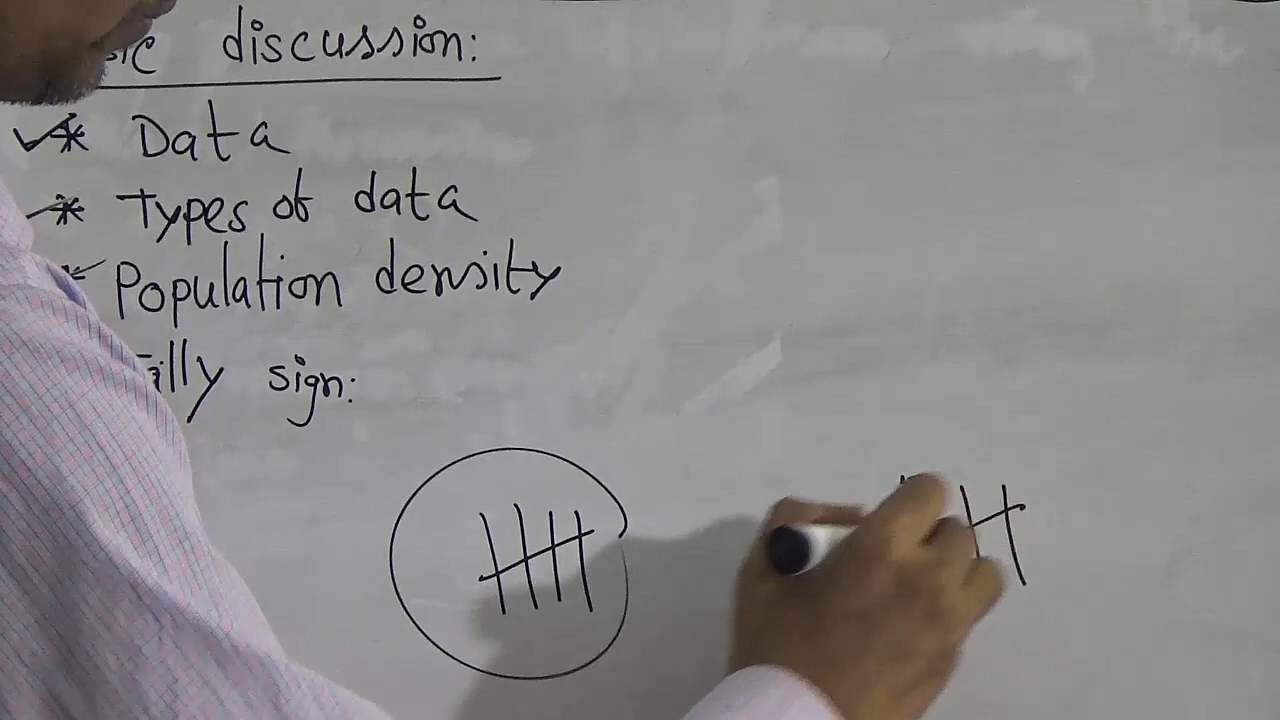 discussion:
* Data
* Types of data
Population density
sign: